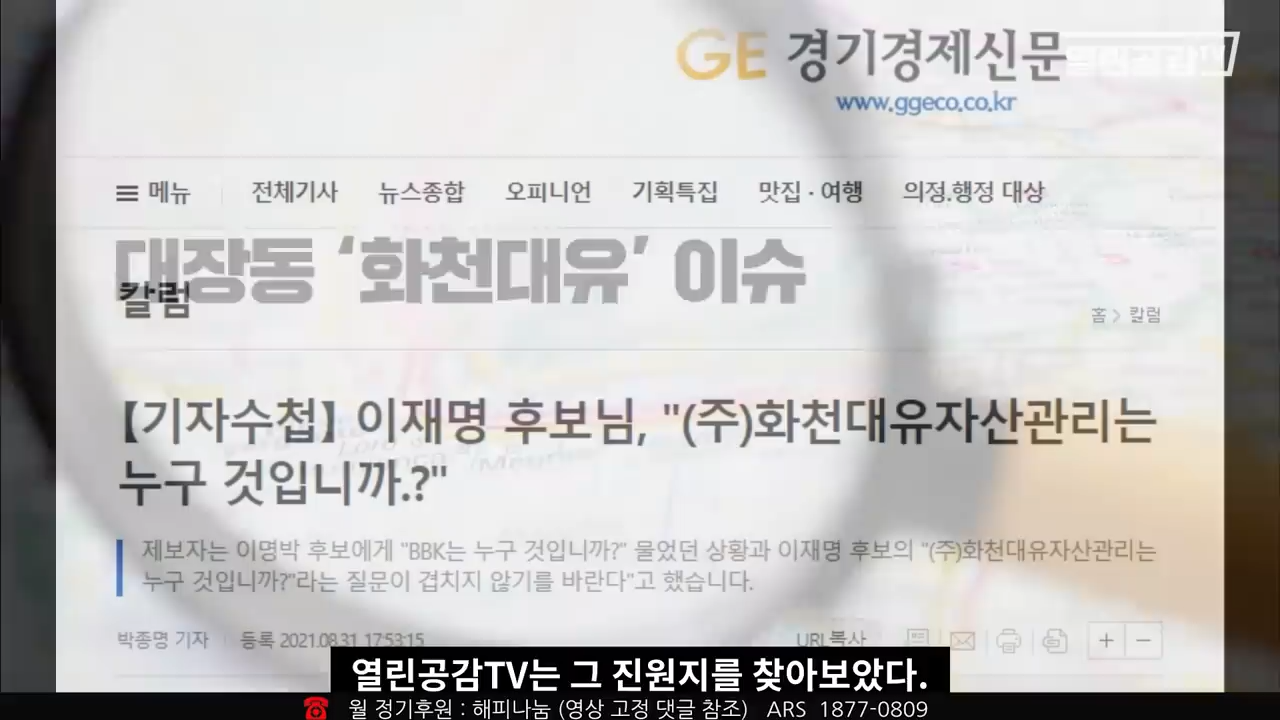 GE 경기경제신문
열린공감TV
www.ggeco.co.kr
메뉴 전체기사 뉴스종합 오피니언 기획특집 맛집·여행 의정.행정 대상
대장동 ‘화천대유’ 이슈
칼럼
홈 > 칼럼
【기자수첩】 이재명 후보님, "(주)화천대유자산관리는
누구 것입니까.?"
제보자는 이명박 후보에게 "BBK는 누구 것입니까?" 물었던 상황과 이재명 후보의 "(주)화천대유자산관리는
누구 것입니까?"라는 질문이 겹치지 않기를 바란다"고 했습니다.
박종명 기자 등록 2021.08.31 17:53:15 URL복사
열린공감TV는 그 진원지를 찾아보았다.
월 정기후원 : 해피나눔 (영상 고정 댓글 참조) ARS 1877-0809